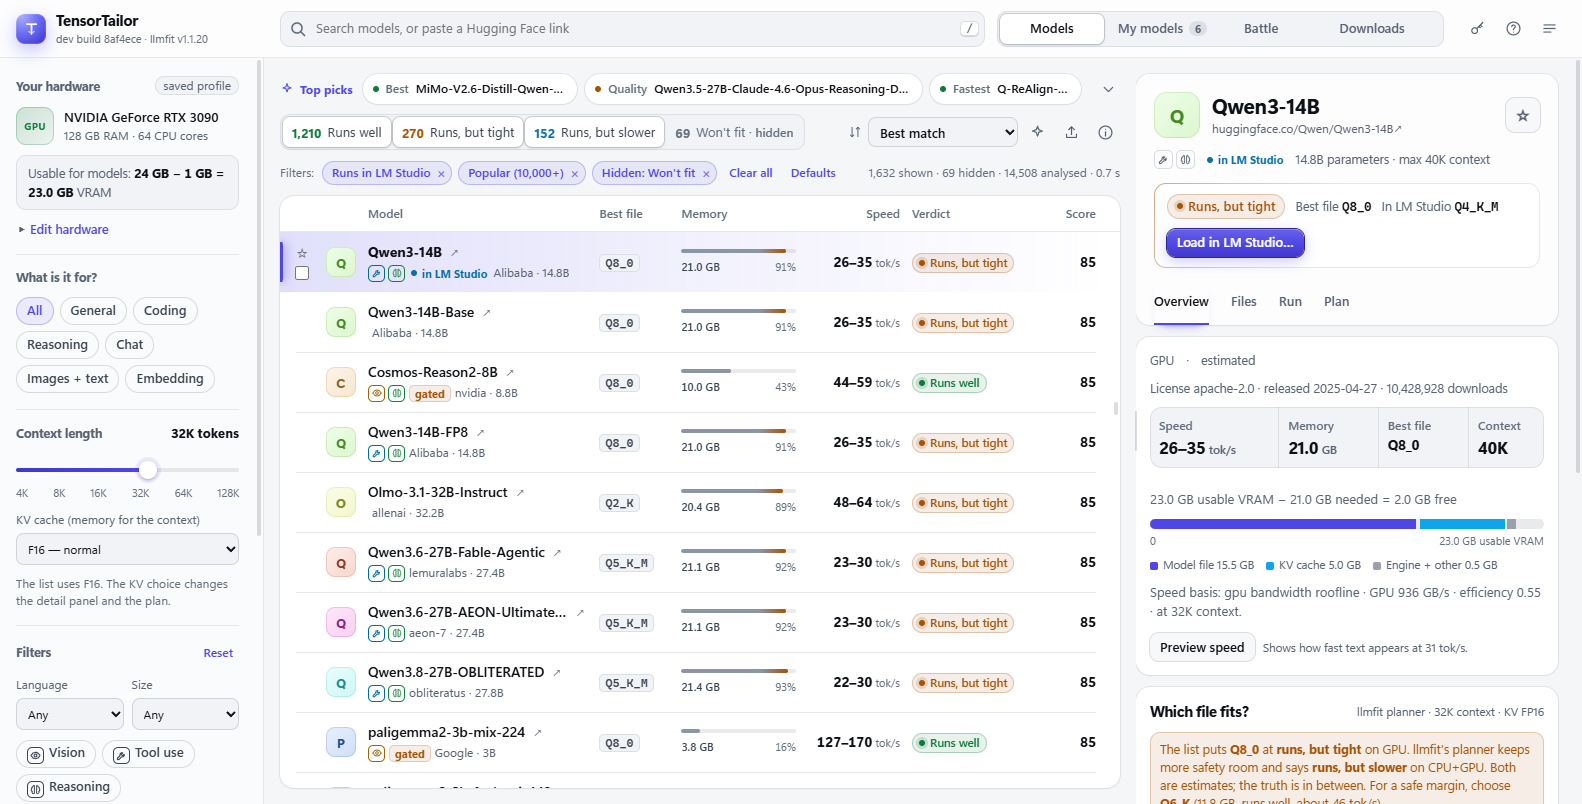 TensorTailor
dev build 8af4ece · llmfit v1.1.20
Search models, or paste a Hugging Face link
/
Models
My models 6
Battle
Downloads
Your hardware
saved profile
GPU
NVIDIA GeForce RTX 3090
128 GB RAM · 64 CPU cores
Usable for models: 24 GB − 1 GB =
23.0 GB VRAM
▸ Edit hardware
What is it for?
All
General
Coding
Reasoning
Chat
Images + text
Embedding
Context length
32K tokens
4K 8K 16K 32K 64K 128K
KV cache (memory for the context)
F16 — normal
The list uses F16. The KV choice changes
the detail panel and the plan.
Filters
Reset
Language
Size
Any
Any
Vision
Tool use
Reasoning
Top picks
Best MiMo-V2.6-Distill-Qwen-...
Quality Qwen3.5-27B-Claude-4.6-Opus-Reasoning-D...
Fastest Q-ReAlign-...
1,210 Runs well
270 Runs, but tight
152 Runs, but slower
69 Won't fit · hidden
Best match
Filters:
Runs in LM Studio ×
Popular (10,000+) ×
Hidden: Won't fit ×
Clear all
Defaults
1,632 shown · 69 hidden · 14,508 analysed · 0.7 s
Model Best file Memory Speed Verdict Score
Q
Qwen3-14B ↗
in LM Studio Alibaba · 14.8B
Q8_0
21.0 GB 91%
26–35 tok/s
Runs, but tight
85
Q
Qwen3-14B-Base ↗
Alibaba · 14.8B
Q8_0
21.0 GB 91%
26–35 tok/s
Runs, but tight
85
C
Cosmos-Reason2-8B ↗
gated nvidia · 8.8B
Q8_0
10.0 GB 43%
44–59 tok/s
Runs well
85
Q
Qwen3-14B-FP8 ↗
Alibaba · 14.8B
Q8_0
21.0 GB 91%
26–35 tok/s
Runs, but tight
85
O
Olmo-3.1-32B-Instruct ↗
allenai · 32.2B
Q2_K
20.4 GB 89%
48–64 tok/s
Runs, but tight
85
Q
Qwen3.6-27B-Fable-Agentic ↗
lemuralabs · 27.4B
Q5_K_M
21.1 GB 92%
23–30 tok/s
Runs, but tight
85
Q
Qwen3.6-27B-AEON-Ultimate... ↗
aeon-7 · 27.4B
Q5_K_M
21.1 GB 92%
23–30 tok/s
Runs, but tight
85
Q
Qwen3.8-27B-OBLITERATED ↗
obliteratus · 27.8B
Q5_K_M
21.4 GB 93%
22–30 tok/s
Runs, but tight
85
P
paligemma2-3b-mix-224 ↗
gated Google · 3B
Q8_0
3.8 GB 16%
127–170 tok/s
Runs well
85
Q
Qwen3-14B
huggingface.co/Qwen/Qwen3-14B↗
in LM Studio 14.8B parameters · max 40K context
Runs, but tight Best file Q8_0 In LM Studio Q4_K_M
Load in LM Studio...
Overview Files Run Plan
GPU · estimated
License apache-2.0 · released 2025-04-27 · 10,428,928 downloads
Speed Memory Best file Context
26–35 tok/s 21.0 GB Q8_0 40K
23.0 GB usable VRAM − 21.0 GB needed = 2.0 GB free
0 23.0 GB usable VRAM
Model file 15.5 GB KV cache 5.0 GB Engine + other 0.5 GB
Speed basis: gpu bandwidth roofline · GPU 936 GB/s · efficiency 0.55
· at 32K context.
Preview speed
Shows how fast text appears at 31 tok/s.
Which file fits?
llmfit planner · 32K context · KV FP16
The list puts Q8_0 at runs, but tight on GPU. llmfit's planner keeps
more safety room and says runs, but slower on CPU+GPU. Both
are estimates; the truth is in between. For a safe margin, choose
Q6_K (11.8 GB, runs well, about 46 tok/s).